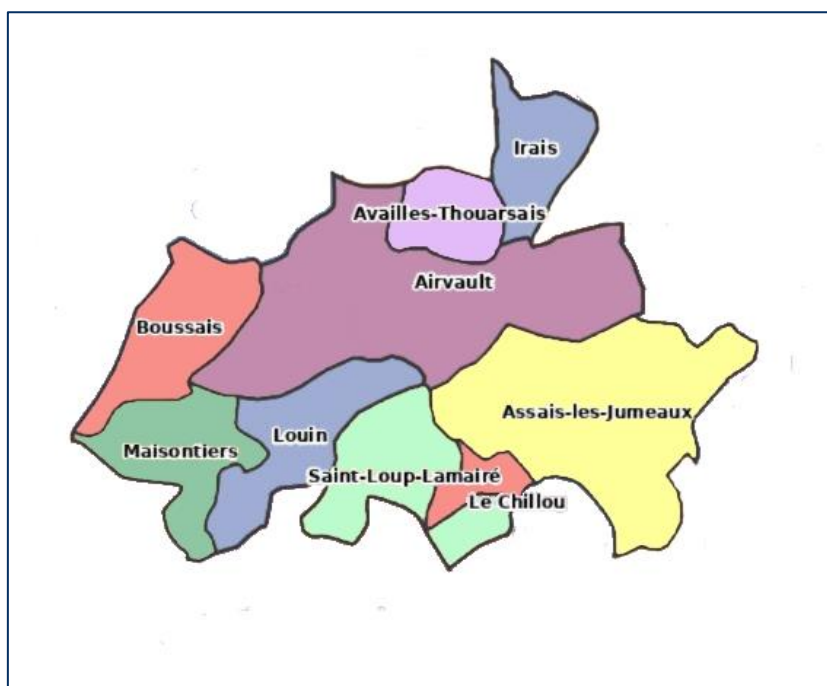 Irais
Availles-Thouarsais
Airvault
Boussais
Assais-les-Jumeaux
Louin
Maisontiers
Saint-Loup-Lamairé
Le Chillou